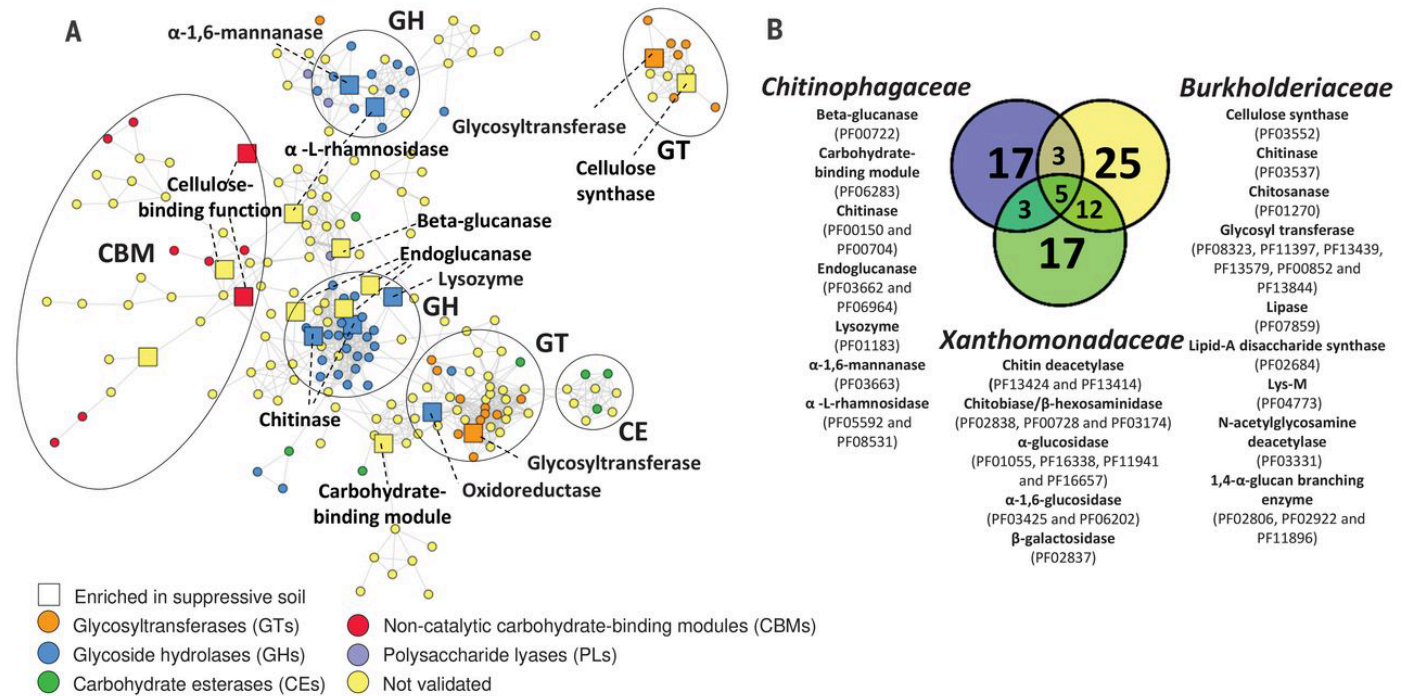 A
GH
α-1,6-mannanase
Glycosyltransferase
GT
α -L-rhamnosidase
Cellulose
synthase
Cellulose-
binding function
Beta-glucanase
CBM
Endoglucanase
Lysozyme
GH
GT
Chitinase
CE
Glycosyltransferase
Carbohydrate-
binding module
Oxidoreductase
Enriched in suppressive soil
Glycosyltransferases (GTs)
Glycoside hydrolases (GHs)
Carbohydrate esterases (CEs)
Non-catalytic carbohydrate-binding modules (CBMs)
Polysaccharide lyases (PLs)
Not validated
B
Chitinophagaceae
Beta-glucanase
(PF00722)
Carbohydrate-
binding module
(PF06283)
Chitinase
(PF00150 and
PF00704)
Endoglucanase
(PF03662 and
PF06964)
Lysozyme
(PF01183)
α-1,6-mannanase
(PF03663)
α -L-rhamnosidase
(PF05592 and
PF08531)
17
3
25
5
3
12
17
Xanthomonadaceae
Chitin deacetylase
(PF13424 and PF13414)
Chitobiase/β-hexosaminidase
(PF02838, PF00728 and PF03174)
α-glucosidase
(PF01055, PF16338, PF11941
and PF16657)
α-1,6-glucosidase
(PF03425 and PF06202)
β-galactosidase
(PF02837)
Burkholderiaceae
Cellulose synthase
(PF03552)
Chitinase
(PF03537)
Chitosanase
(PF01270)
Glycosyl transferase
(PF08323, PF11397, PF13439,
PF13579, PF00852 and
PF13844)
Lipase
(PF07859)
Lipid-A disaccharide synthase
(PF02684)
Lys-M
(PF04773)
N-acetylglycosamine
deacetylase
(PF03331)
1,4-α-glucan branching
enzyme
(PF02806, PF02922 and
PF11896)